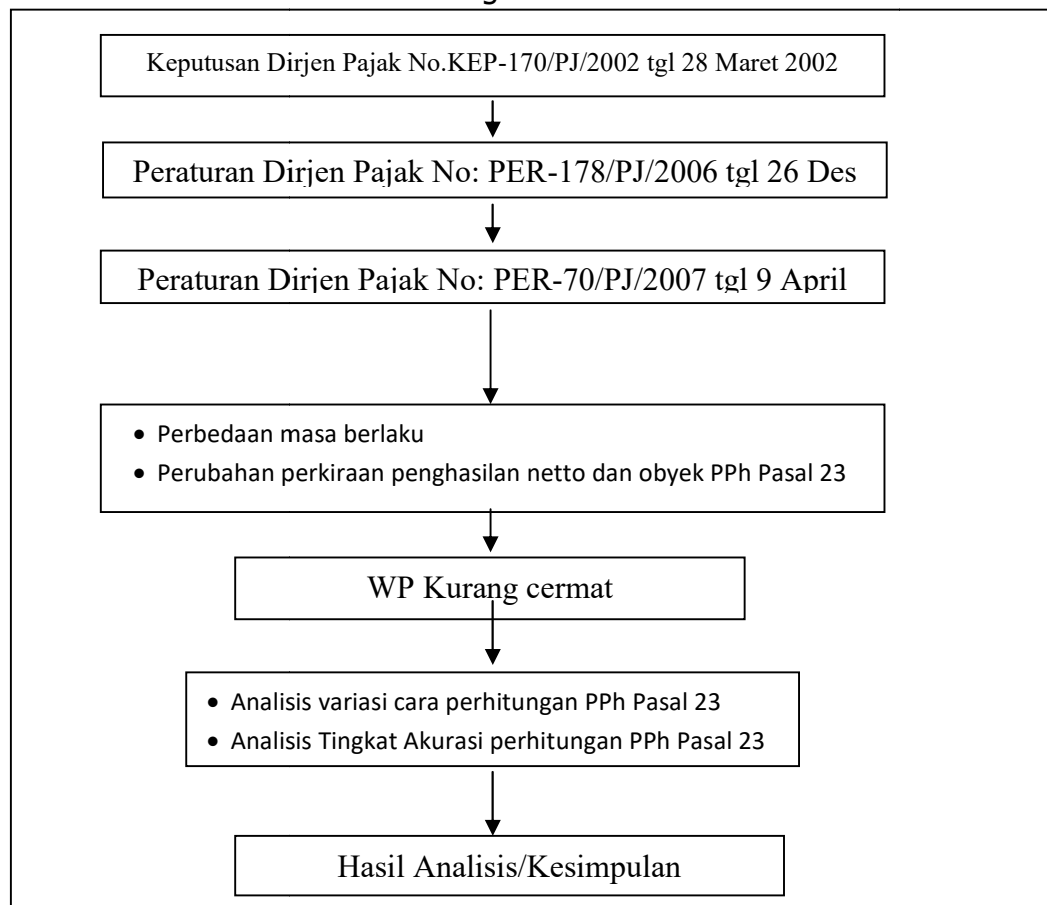 Keputusan Dirjen Pajak No.KEP-170/PJ/2002 tgl 28 Maret 2002
Peraturan Dirjen Pajak No: PER-178/PJ/2006 tgl 26 Des
Peraturan Dirjen Pajak No: PER-70/PJ/2007 tgl 9 April
• Perbedaan masa berlaku
• Perubahan perkiraan penghasilan netto dan obyek PPh Pasal 23
WP Kurang cermat
• Analisis variasi cara perhitungan PPh Pasal 23
• Analisis Tingkat Akurasi perhitungan PPh Pasal 23
Hasil Analisis/Kesimpulan